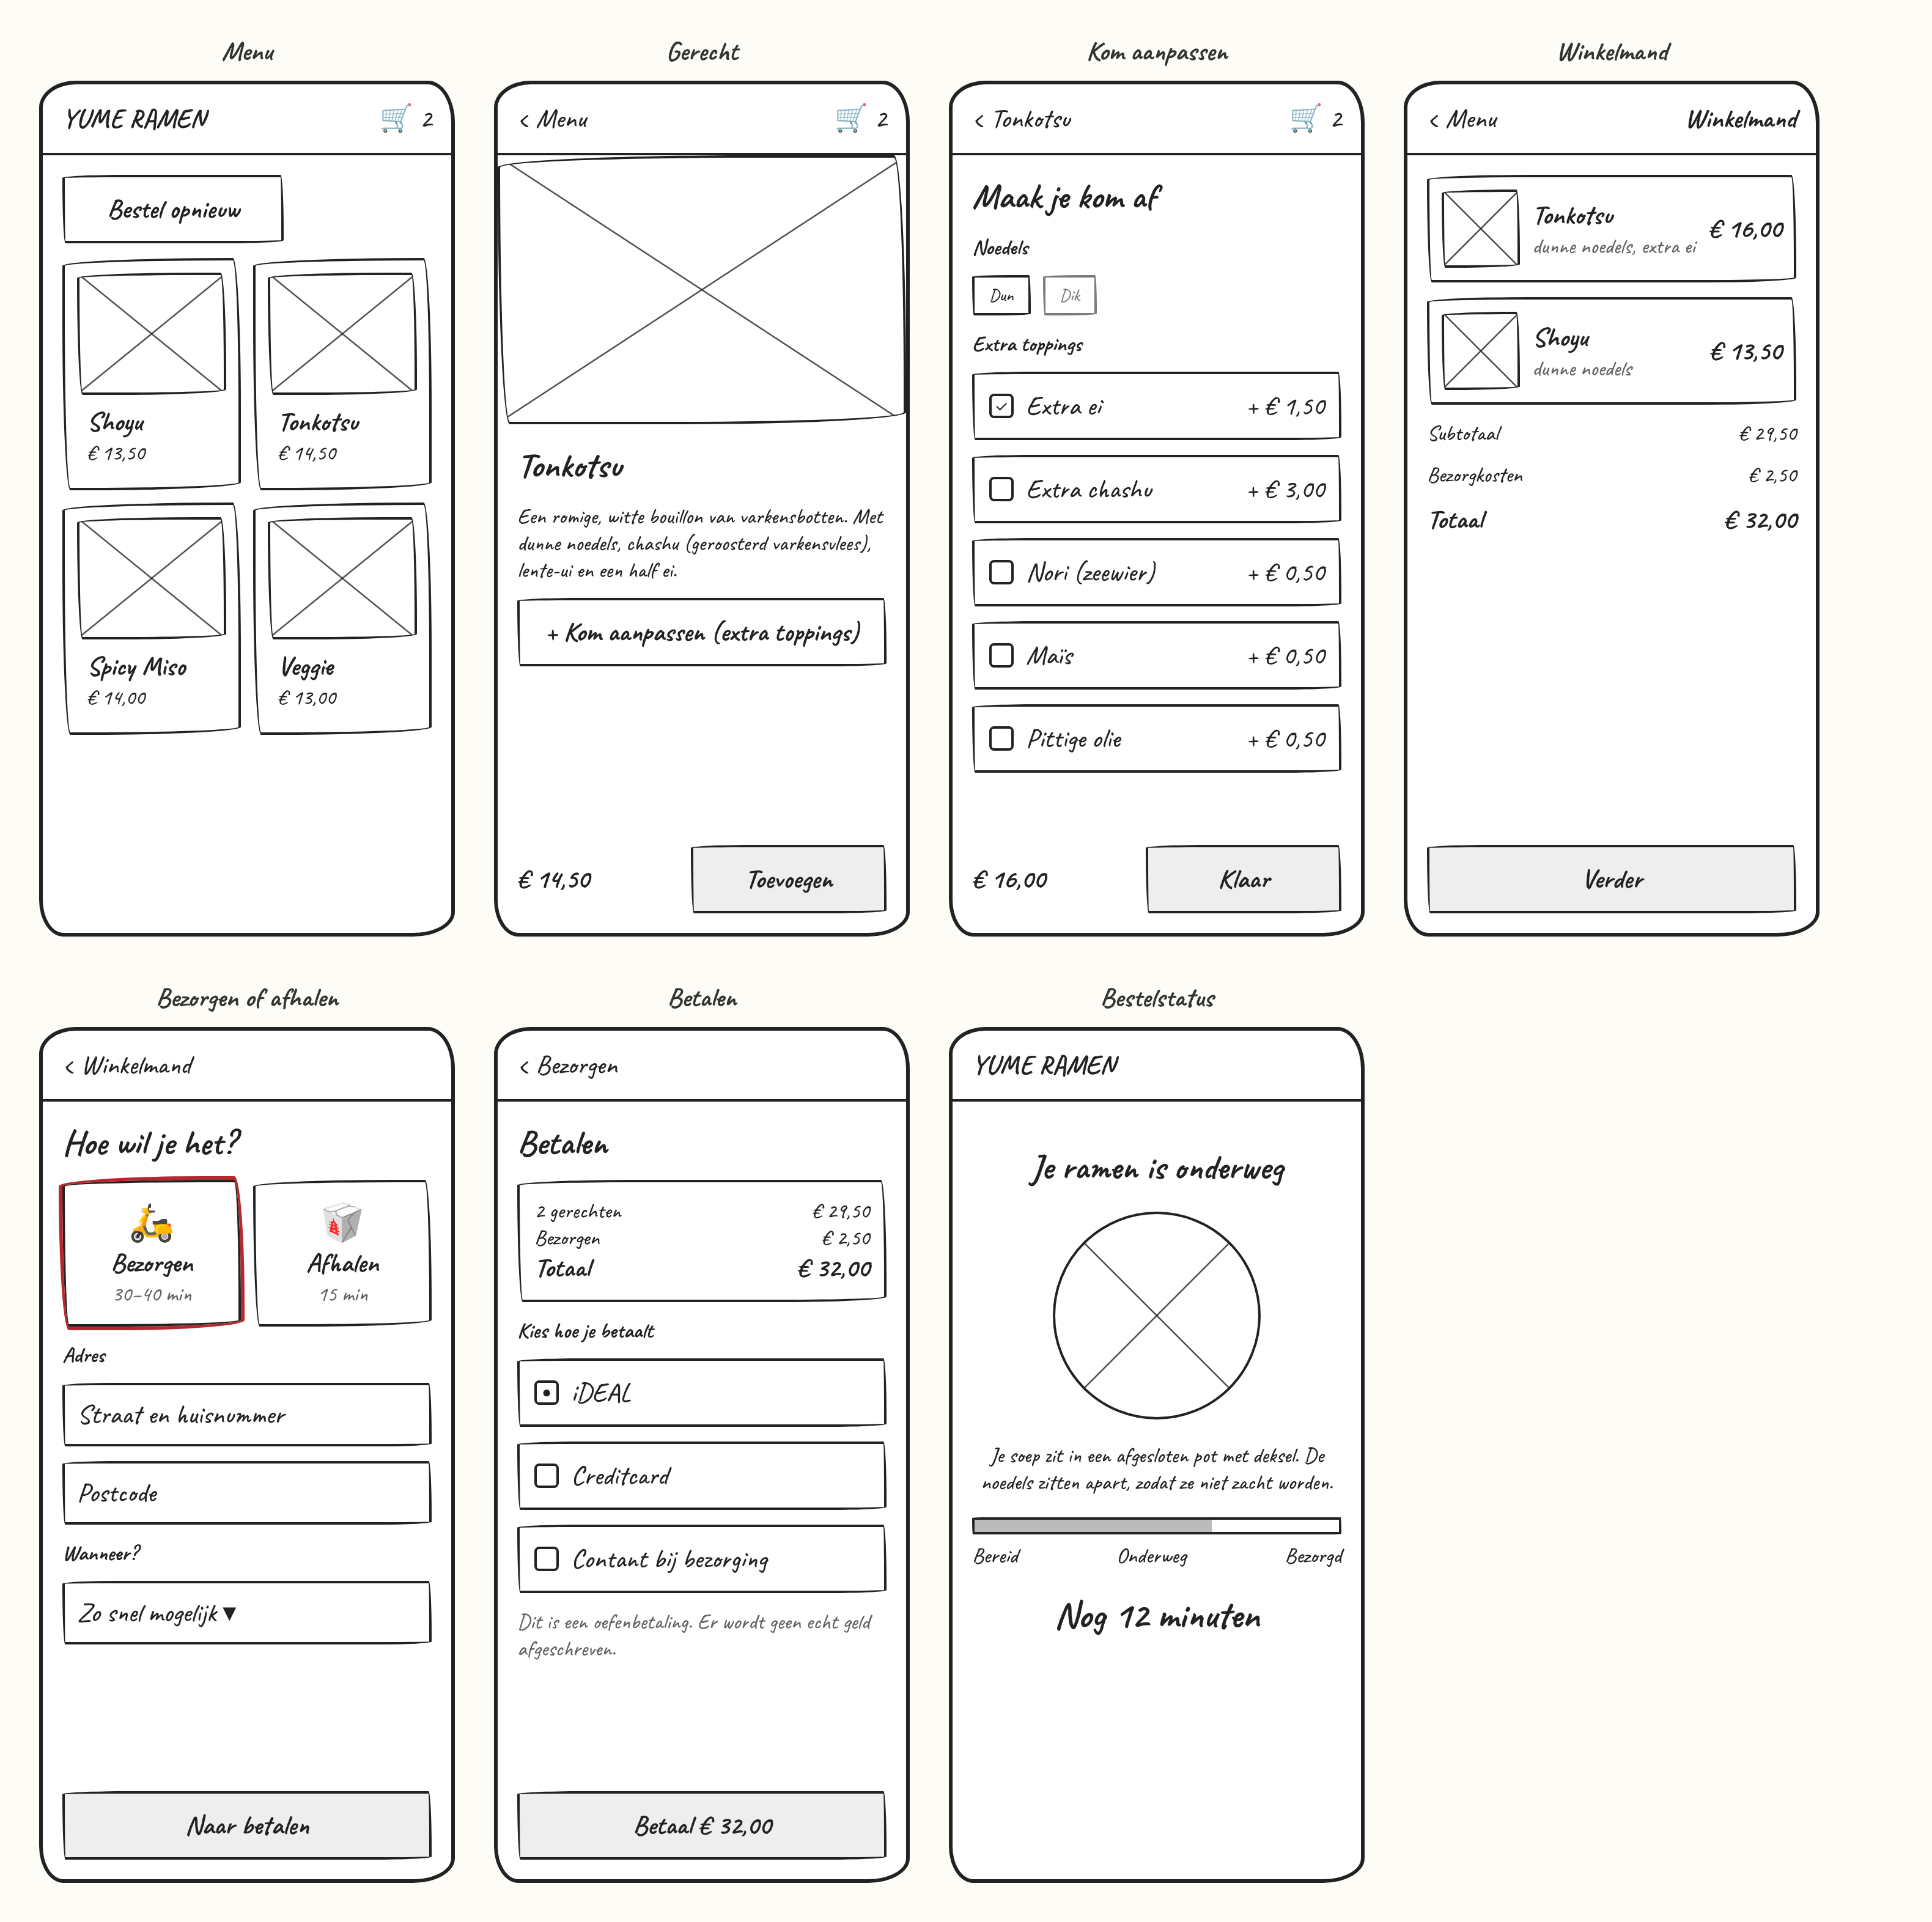 Menu
YUME RAMEN
2
Bestel opnieuw
Shoyu
€ 13,50
Tonkotsu
€ 14,50
Spicy Miso
€ 14,00
Veggie
€ 13,00
Gerecht
< Menu
2
Tonkotsu
Een romige, witte bouillon van varkensbotten. Met
dunne noedels, chashu (geroosterd varkensvlees),
lente-ui en een half ei.
+ Kom aanpassen (extra toppings)
€ 14,50
Toevoegen
Kom aanpassen
< Tonkotsu
2
Maak je kom af
Noedels
Dun
Dik
Extra toppings
Extra ei
+ € 1,50
Extra chashu
+ € 3,00
Nori (zeewier)
+ € 0,50
Maïs
+ € 0,50
Pittige olie
+ € 0,50
€ 16,00
Klaar
Winkelmand
< Menu
Winkelmand
Tonkotsu
dunne noedels, extra ei
€ 16,00
Shoyu
dunne noedels
€ 13,50
Subtotaal
€ 29,50
Bezorgkosten
€ 2,50
Totaal
€ 32,00
Verder
Bezorgen of afhalen
< Winkelmand
Hoe wil je het?
Bezorgen
30–40 min
Afhalen
15 min
Adres
Straat en huisnummer
Postcode
Wanneer?
Zo snel mogelijk ▼
Naar betalen
Betalen
< Bezorgen
Betalen
2 gerechten
€ 29,50
Bezorgen
€ 2,50
Totaal
€ 32,00
Kies hoe je betaalt
iDEAL
Creditcard
Contant bij bezorging
Dit is een oefenbetaling. Er wordt geen echt geld
afgeschreven.
Betaal € 32,00
Bestelstatus
YUME RAMEN
Je ramen is onderweg
Je soep zit in een afgesloten pot met deksel. De
noedels zitten apart, zodat ze niet zacht worden.
Bereid
Onderweg
Bezorgd
Nog 12 minuten